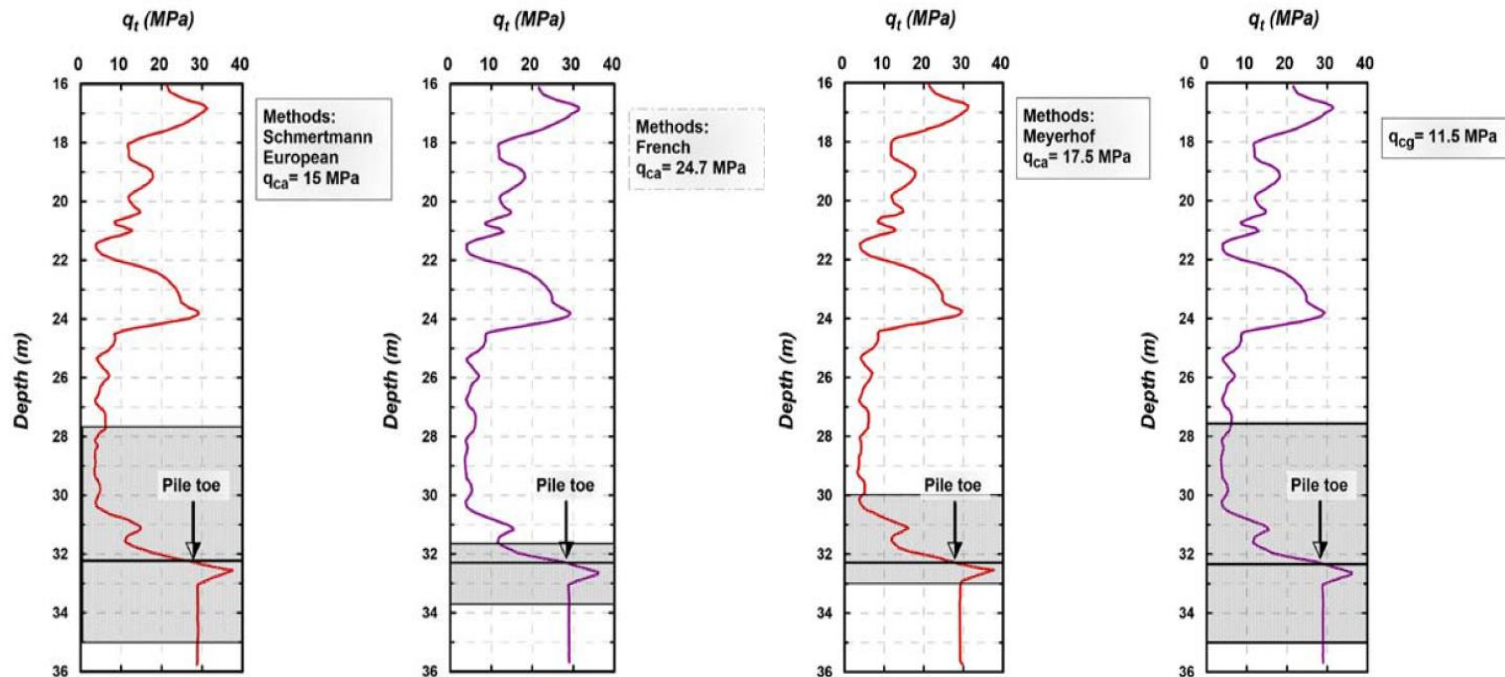 q_t (MPa)
0 10 20 30 40
16
18
20
22
24
26
28
30
32
34
36
Depth (m)
Methods:
Schmertmann
European
q_ca= 15 MPa
Pile toe
q_t (MPa)
0 10 20 30 40
16
18
20
22
24
26
28
30
32
34
36
Depth (m)
Methods:
French
q_ca= 24.7 MPa
Pile toe
q_t (MPa)
0 10 20 30 40
16
18
20
22
24
26
28
30
32
34
36
Depth (m)
Methods:
Meyerhof
q_ca= 17.5 MPa
Pile toe
q_t (MPa)
0 10 20 30 40
16
18
20
22
24
26
28
30
32
34
36
Depth (m)
q_cg= 11.5 MPa
Pile toe